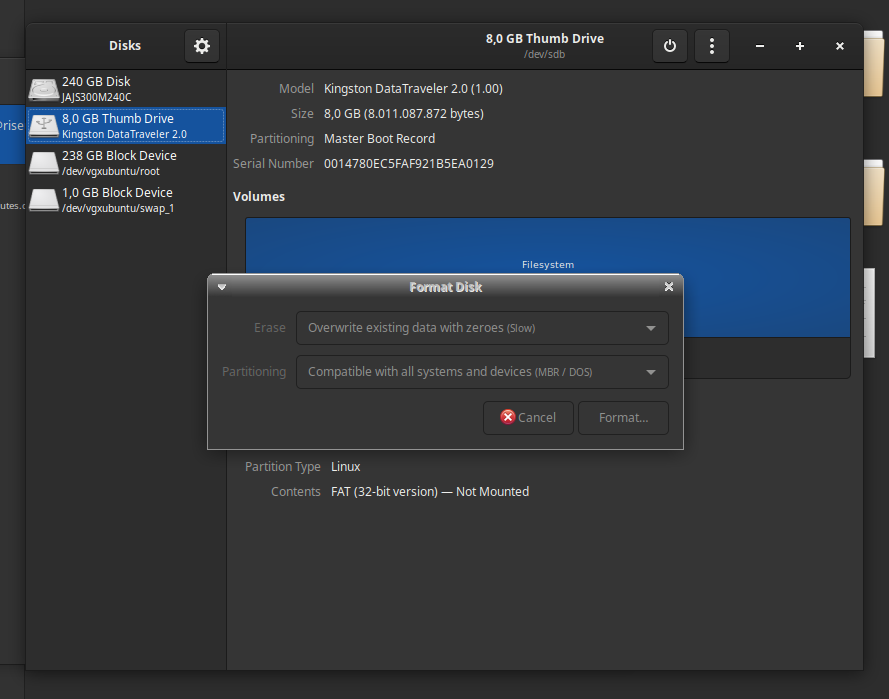 Disks
8,0 GB Thumb Drive
/dev/sdb
240 GB Disk
JAJS300M240C
8,0 GB Thumb Drive
Kingston DataTraveler 2.0
238 GB Block Device
/dev/vgxubuntu/root
1,0 GB Block Device
/dev/vgxubuntu/swap_1
Drise
utes.c
Model Kingston DataTraveler 2.0 (1.00)
Size 8,0 GB (8.011.087.872 bytes)
Partitioning Master Boot Record
Serial Number 0014780EC5FAF921B5EA0129
Volumes
Filesystem
Format Disk
Erase Overwrite existing data with zeroes (Slow)
Partitioning Compatible with all systems and devices (MBR / DOS)
Cancel Format...
Partition Type Linux
Contents FAT (32-bit version) — Not Mounted